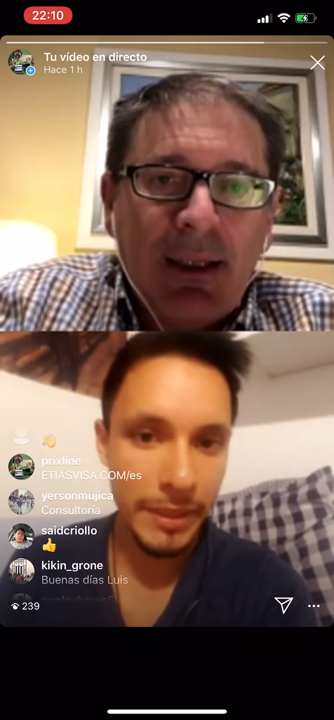 22:10
Tu vídeo en directo
Hace 1 h
prixline
ETIASVISA.COM/es
yersonmujica
Consultoría
saidcriollo
kikin_grone
Buenas días Luis
239